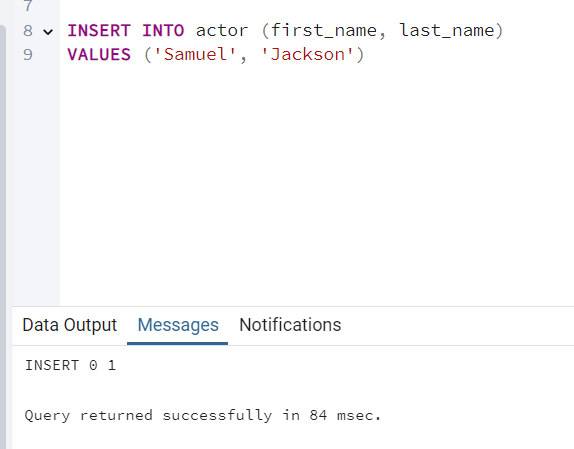 7
8 INSERT INTO actor (first_name, last_name)
9 VALUES ('Samuel', 'Jackson')
Data Output Messages Notifications
INSERT 0 1
Query returned successfully in 84 msec.